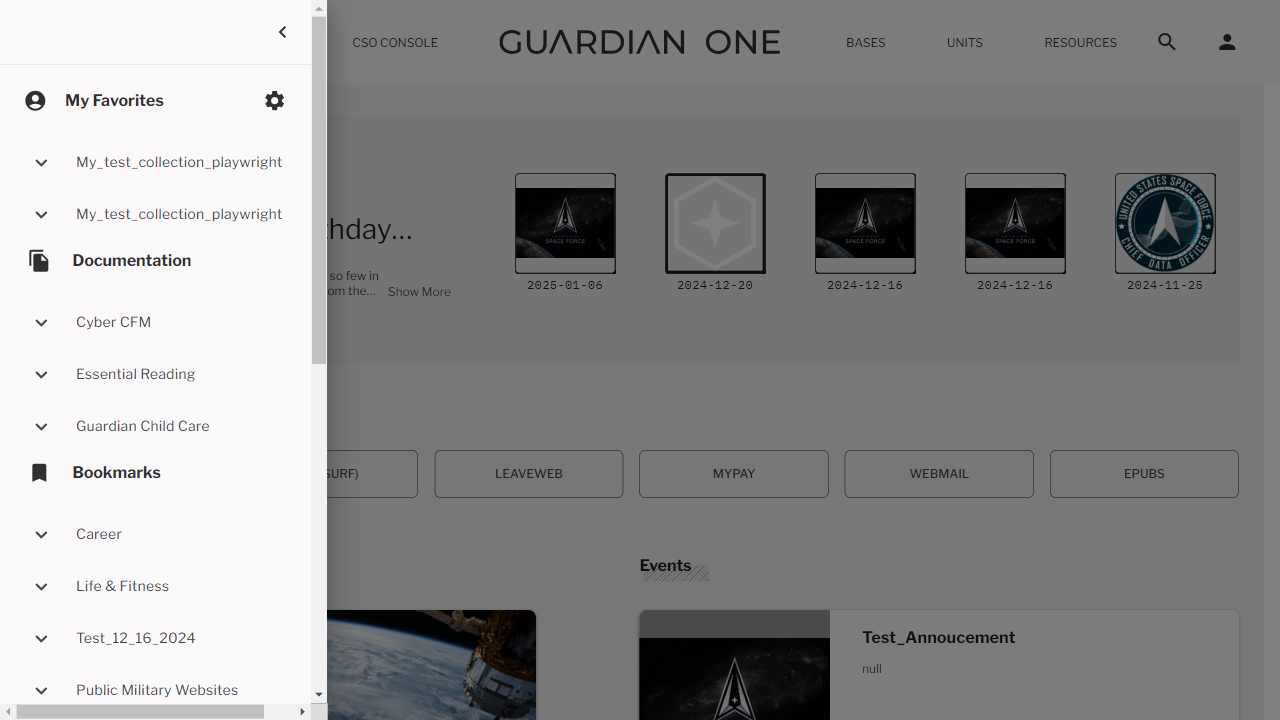 CSO CONSOLE
GUARDIAN ONE
BASES
UNITS
RESOURCES
My Favorites
My_test_collection_playwright
My_test_collection_playwright
Documentation
Cyber CFM
Essential Reading
Guardian Child Care
Bookmarks
Career
Life & Fitness
Test_12_16_2024
Public Military Websites
thday...
so few in
om the...
Show More
SPACE FORCE
2025-01-06
2024-12-20
SPACE FORCE
2024-12-16
SPACE FORCE
2024-12-16
UNITED STATES SPACE FORCE
CHIEF DATA OFFICER
2024-11-25
SURF)
LEAVEWEB
MYPAY
WEBMAIL
EPUBS
Events
Test_Annoucement
null